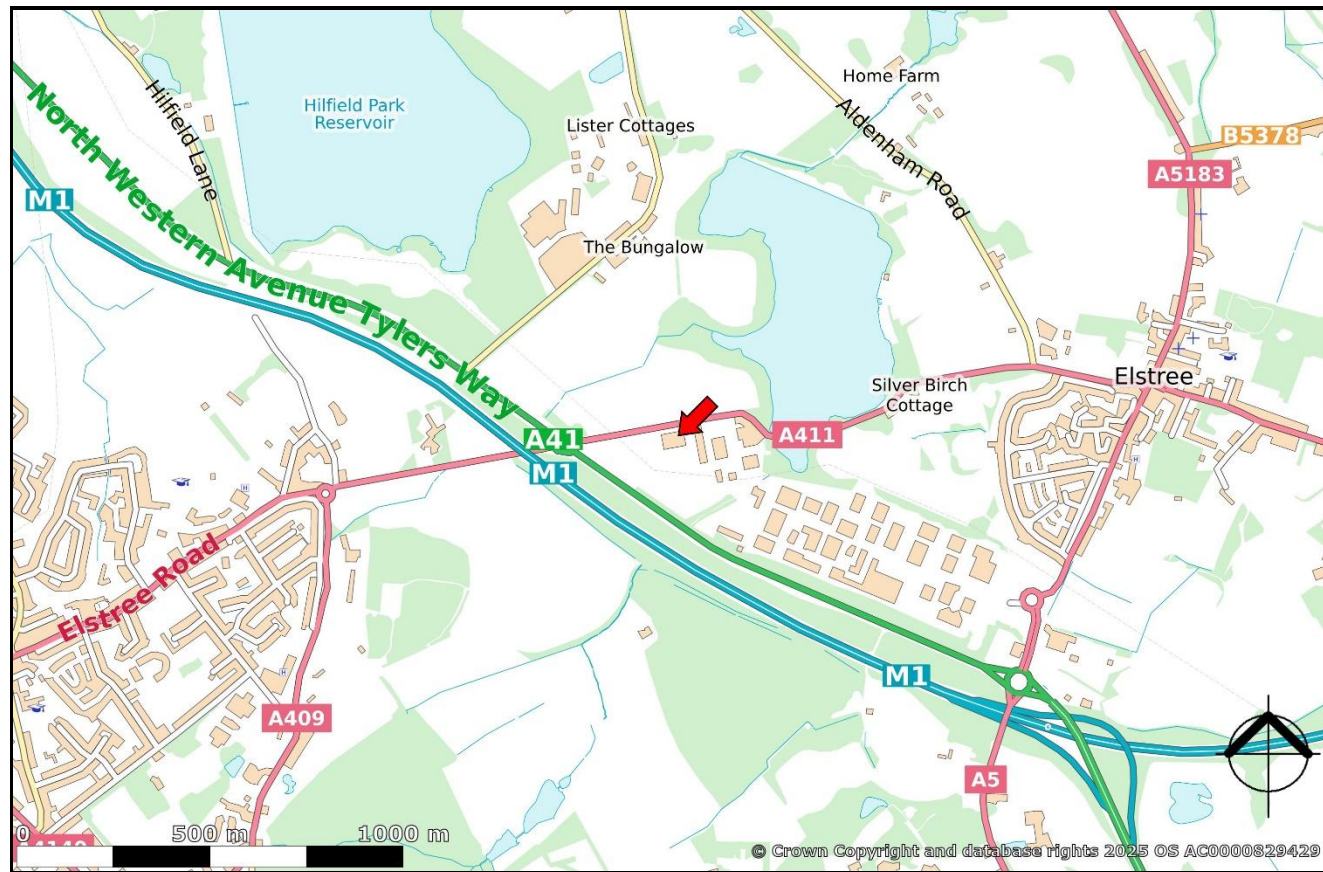 Hilfield Park
Reservoir
Home Farm
Hilfield Lane
Lister Cottages
Aldenham Road
B5378
A5183
M1
North Western Avenue Tylers Way
The Bungalow
Silver Birch
Cottage
Elstree
A41
A411
M1
Elstree Road
M1
A409
A5
0
500 m
1000 m
© Crown Copyright and database rights 2025 OS AC0000829429